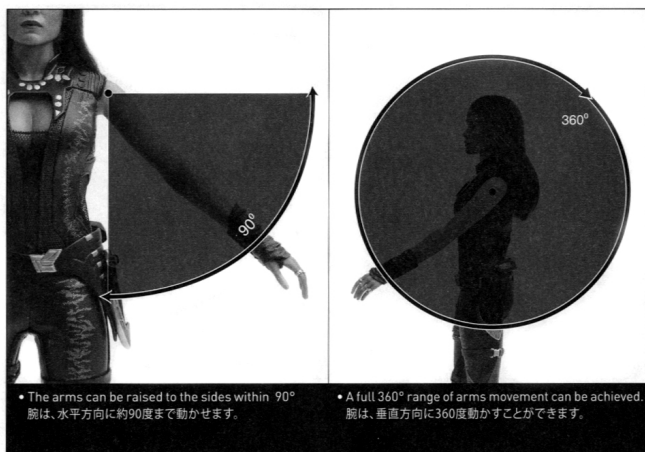 90°
360°
• The arms can be raised to the sides within 90°
腕は、水平方向に約90度まで動かせます。
• A full 360° range of arms movement can be achieved.
腕は、垂直方向に360度動かすことができます。